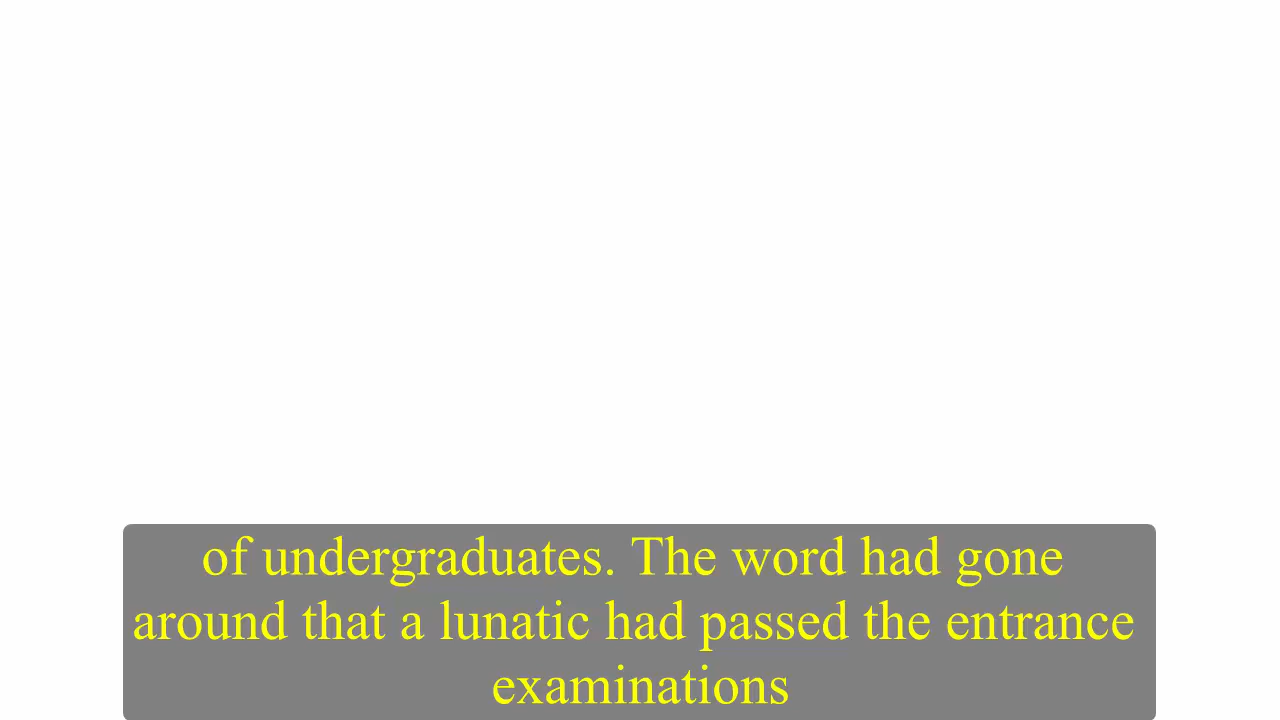 of undergraduates. The word had gone
around that a lunatic had passed the entrance
examinations